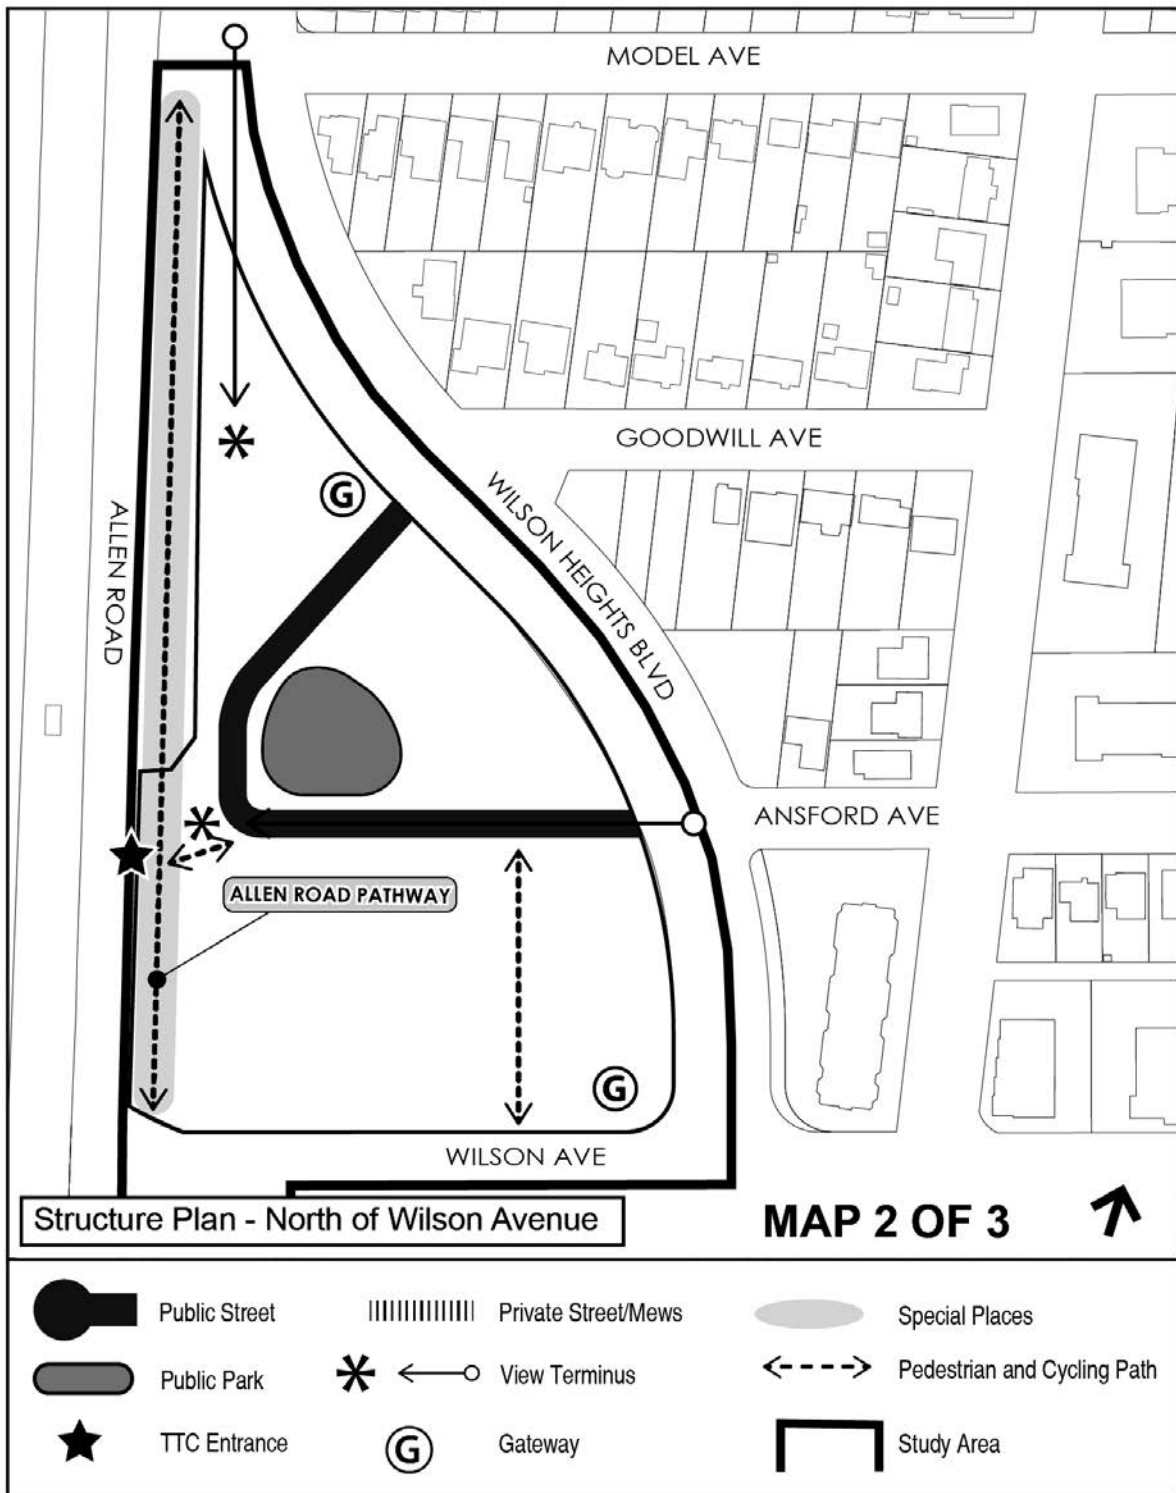 MODEL AVE
GOODWILL AVE
G
WILSON HEIGHTS BLVD
ALLEN ROAD
ANSFORD AVE
ALLEN ROAD PATHWAY
G
WILSON AVE
Structure Plan - North of Wilson Avenue
MAP 2 OF 3
Public Street
Private Street/Mews
Special Places
Public Park
View Terminus
Pedestrian and Cycling Path
TTC Entrance
G
Gateway
Study Area